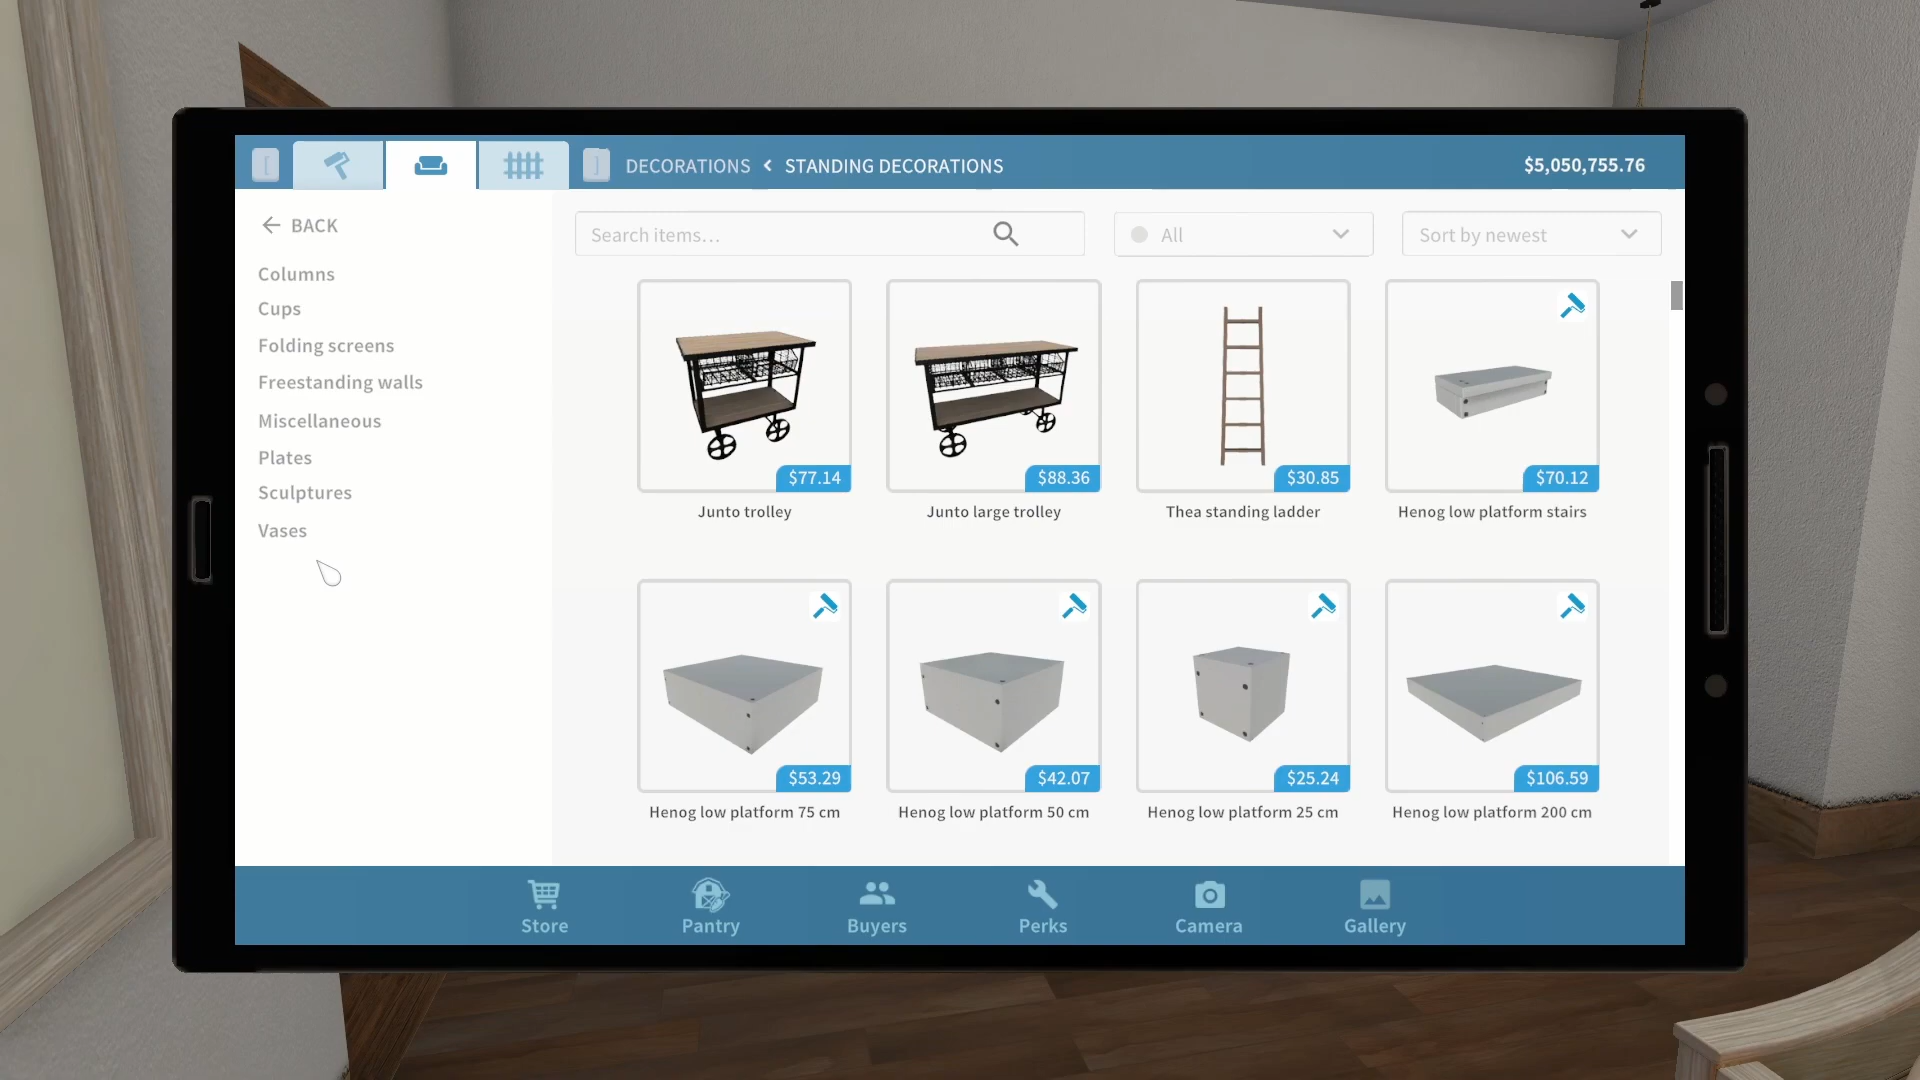 [ ] DECORATIONS < STANDING DECORATIONS $5,050,755.76
← BACK
Columns
Cups
Folding screens
Freestanding walls
Miscellaneous
Plates
Sculptures
Vases
Search items... All Sort by newest
$77.14 $88.36 $30.85 $70.12
Junto trolley Junto large trolley Thea standing ladder Henog low platform stairs
$53.29 $42.07 $25.24 $106.59
Henog low platform 75 cm Henog low platform 50 cm Henog low platform 25 cm Henog low platform 200 cm
Store Pantry Buyers Perks Camera Gallery